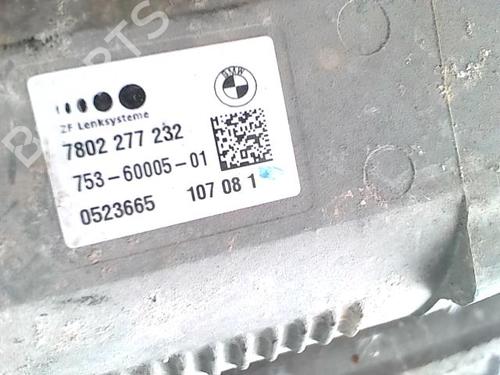 BMW
ZF Lenksysteme
7802 277 232
753-60005-01
0523665 107 08 1